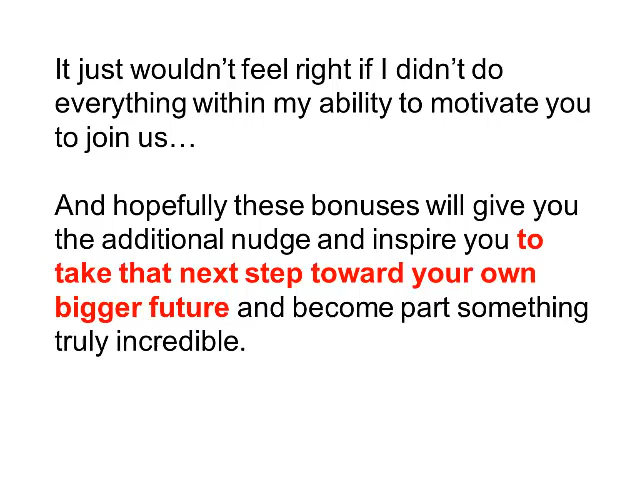 It just wouldn’t feel right if I didn’t do
everything within my ability to motivate you
to join us…
And hopefully these bonuses will give you
the additional nudge and inspire you to
take that next step toward your own
bigger future and become part something
truly incredible.